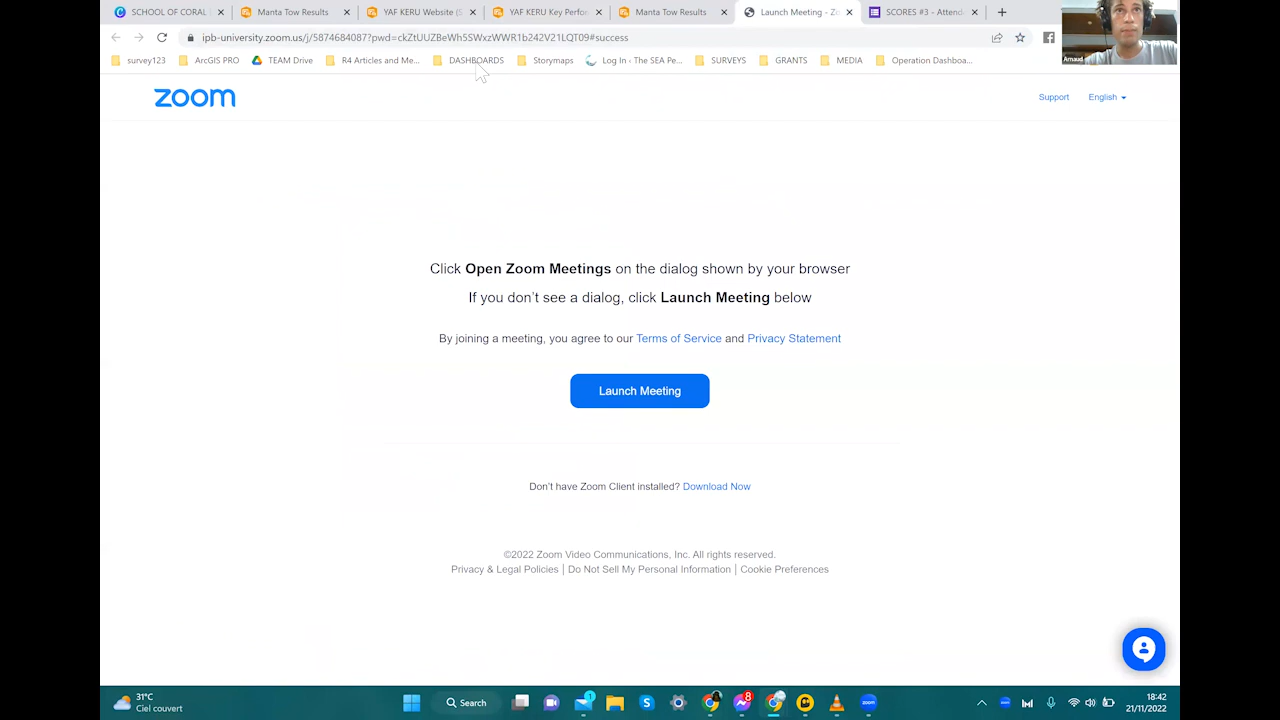 SCHOOL OF CORAL
Manta Tow Results
YAF KERU Website (S
YAF KERU Key Perfor
Manta Tow Results
Launch Meeting - Zo
SCORES #3 - Attend
ipb-university.zoom.us/j/5874684087?pwd=ckZtUUZBeWh5SWxzWWR1b242V21LQT09#success
Arnaud
survey123
ArcGIS PRO
TEAM Drive
R4 Articles and Me...
DASHBOARDS
Storymaps
Log In ‹ The SEA Pe...
SURVEYS
GRANTS
MEDIA
Operation Dashboa...
zoom
Support
English
Click Open Zoom Meetings on the dialog shown by your browser
If you don't see a dialog, click Launch Meeting below
By joining a meeting, you agree to our Terms of Service and Privacy Statement
Launch Meeting
Don't have Zoom Client installed? Download Now
©2022 Zoom Video Communications, Inc. All rights reserved.
Privacy & Legal Policies | Do Not Sell My Personal Information | Cookie Preferences
31°C
Ciel couvert
Search
1
8
zoom
18:42
21/11/2022